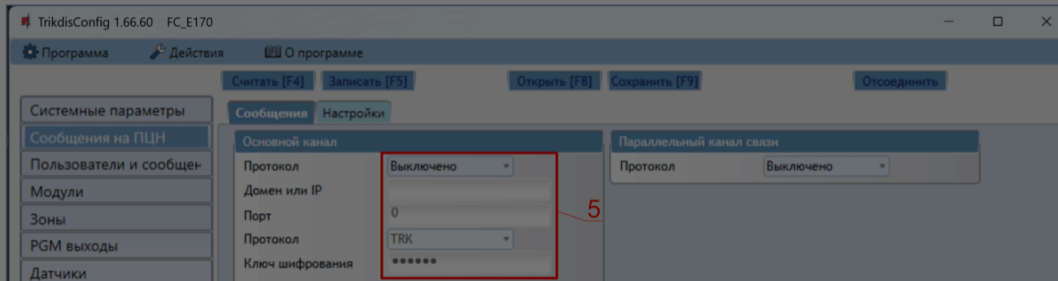 TrikdisConfig 1.66.60 FC_E170
Программа Действия О программе
Считать [F4] Записать [F5] Открыть [F8] Сохранить [F9] Отсоединить
Системные параметры
Сообщения на ПЦН
Пользователи и сообщен
Модули
Зоны
PGM выходы
Датчики
Сообщения Настройки
Основной канал
Протокол Выключено
Домен или IP
Порт 0
Протокол TRK
Ключ шифрования ●●●●●●
5
Параллельный канал связи
Протокол Выключено